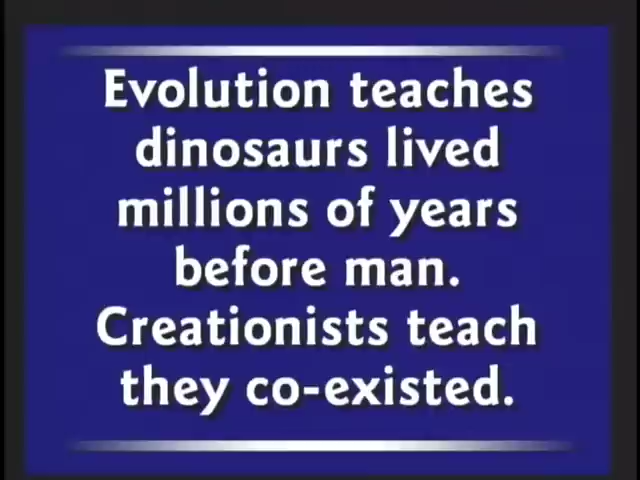 Evolution teaches
dinosaurs lived
millions of years
before man.
Creationists teach
they co-existed.